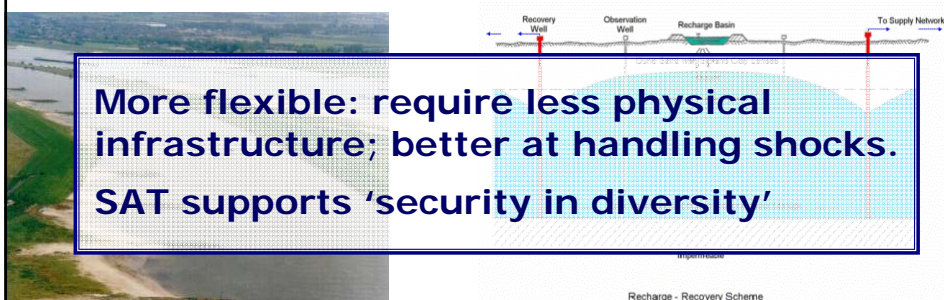 Recovery Well
Observation Well
Recharge Basin
To Supply Network
More flexible: require less physical
infrastructure; better at handling shocks.
SAT supports ‘security in diversity’
Impermeable
Recharge - Recovery Scheme